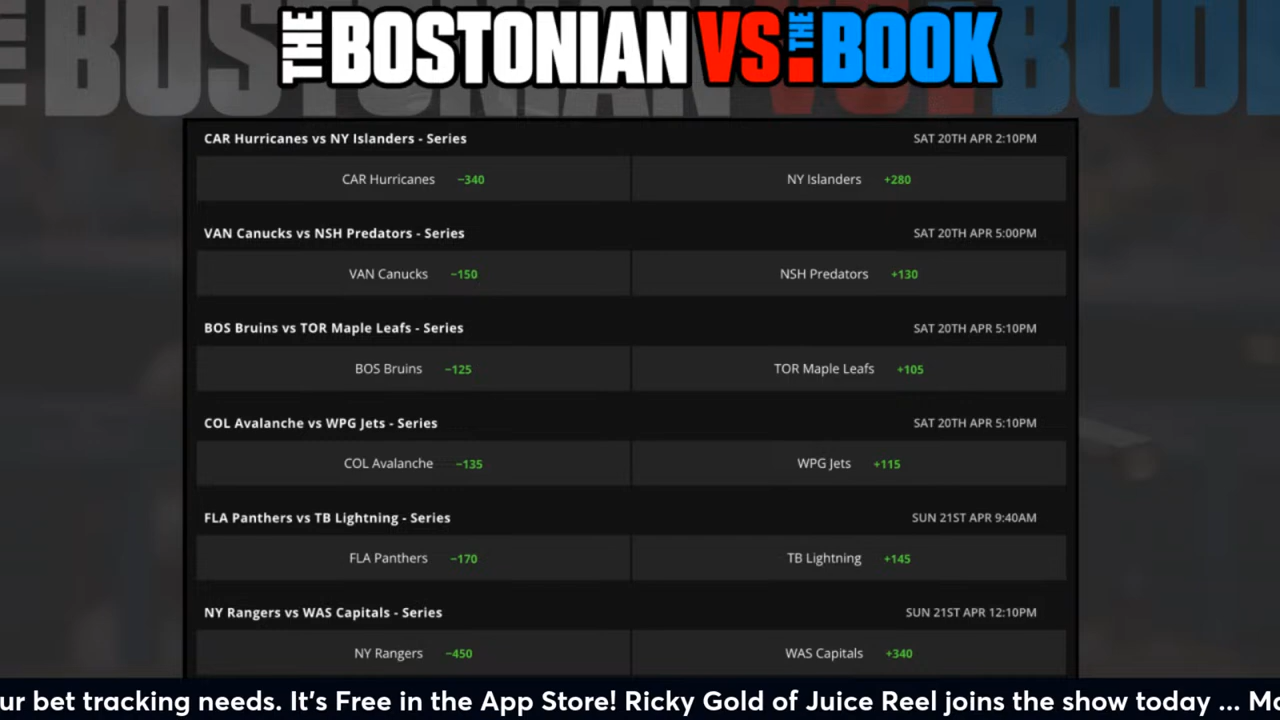 THE BOSTONIAN VS. THE BOOK
CAR Hurricanes vs NY Islanders - Series SAT 20TH APR 2:10PM
CAR Hurricanes −340 NY Islanders +280
VAN Canucks vs NSH Predators - Series SAT 20TH APR 5:00PM
VAN Canucks −150 NSH Predators +130
BOS Bruins vs TOR Maple Leafs - Series SAT 20TH APR 5:10PM
BOS Bruins −125 TOR Maple Leafs +105
COL Avalanche vs WPG Jets - Series SAT 20TH APR 5:10PM
COL Avalanche −135 WPG Jets +115
FLA Panthers vs TB Lightning - Series SUN 21ST APR 9:40AM
FLA Panthers −170 TB Lightning +145
NY Rangers vs WAS Capitals - Series SUN 21ST APR 12:10PM
NY Rangers −450 WAS Capitals +340
ur bet tracking needs. It's Free in the App Store! Ricky Gold of Juice Reel joins the show today ...